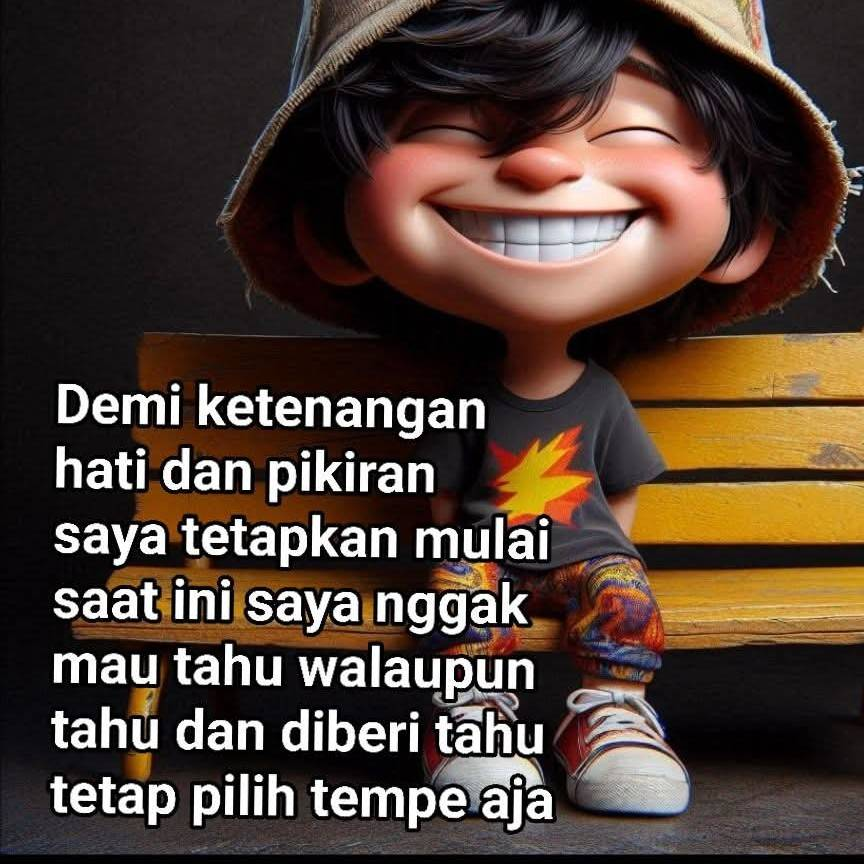 Demi ketenangan
hati dan pikiran
saya tetapkan mulai
saat ini saya nggak
mau tahu walaupun
tahu dan diberi tahu
tetap pilih tempe aja